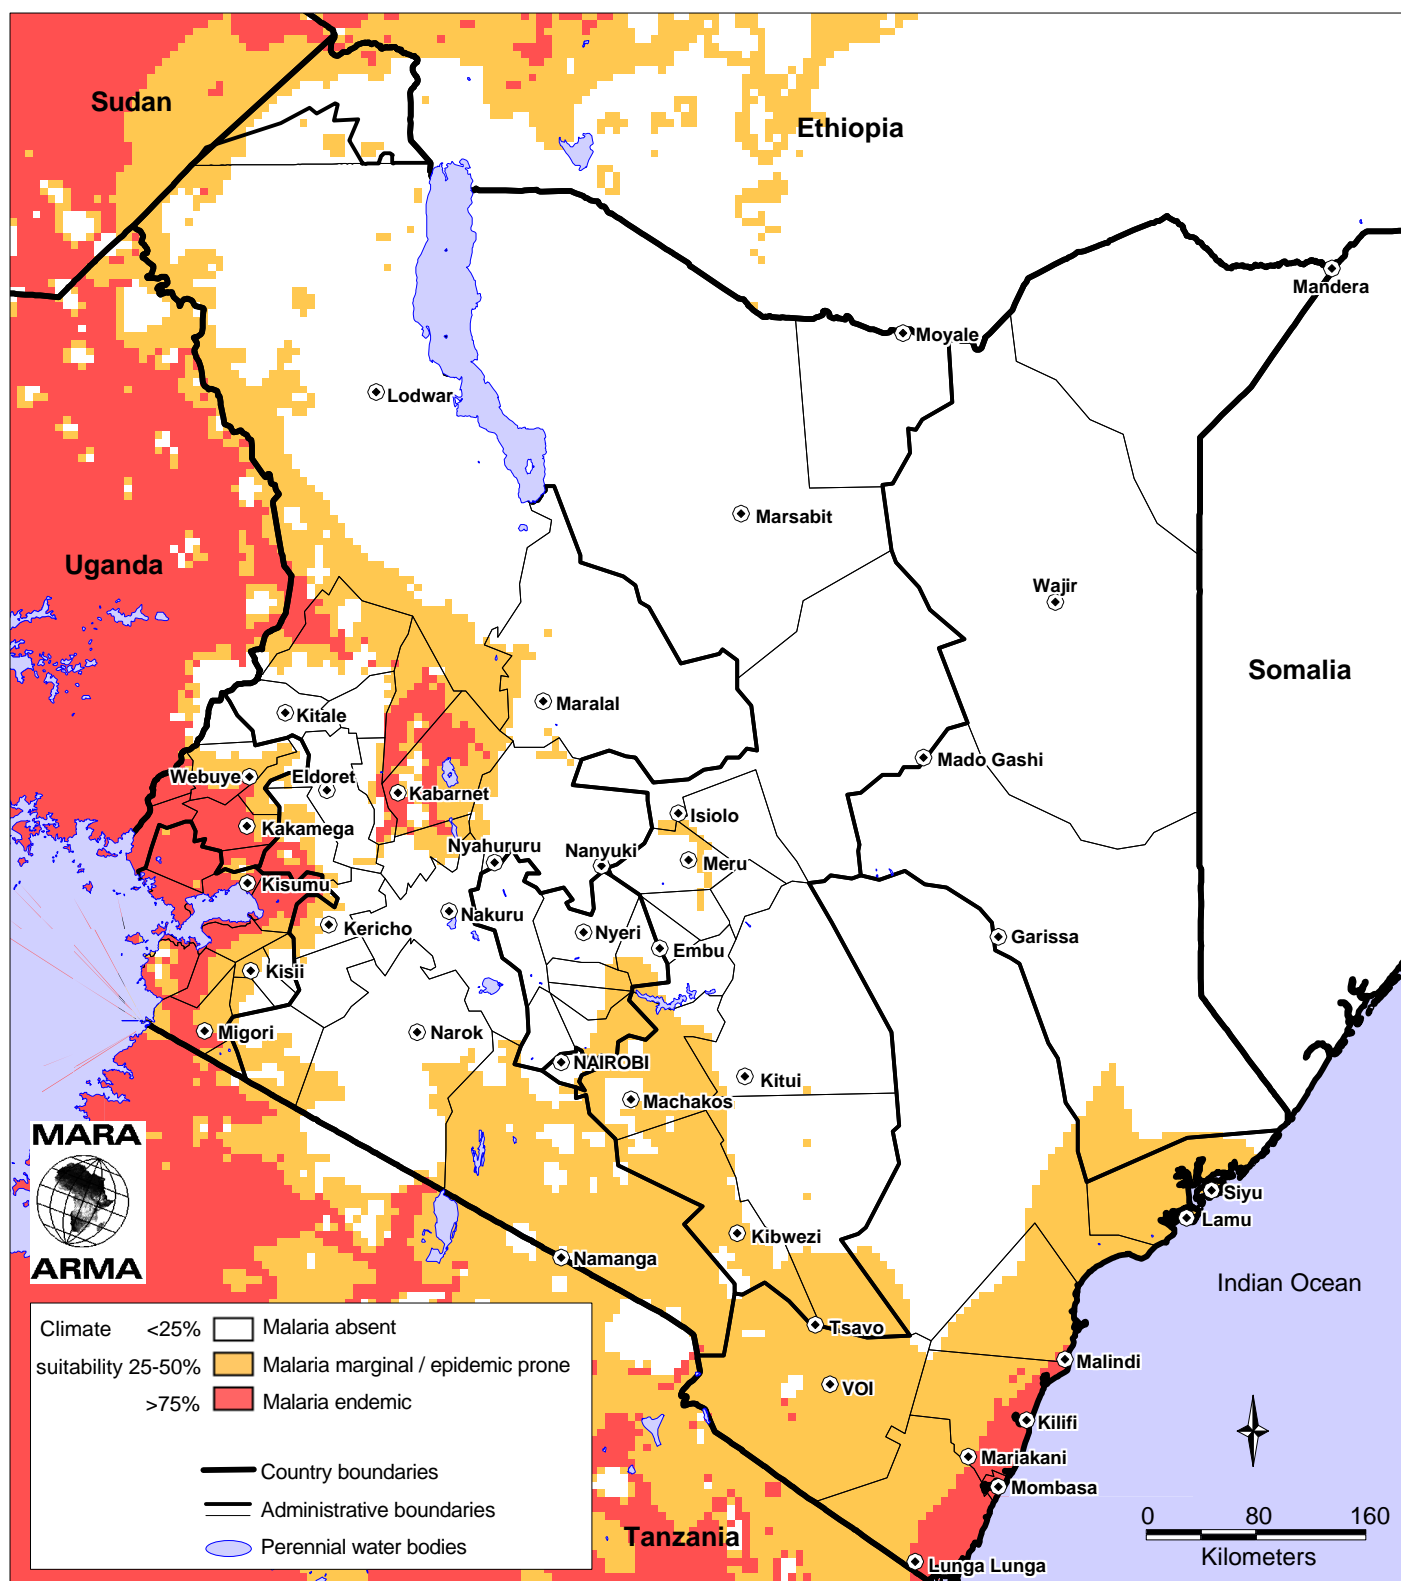 Sudan
Ethiopia
Mandera
Moyale
Lodwar
Marsabit
Uganda
Wajir
Somalia
Maralal
Kitale
Mado Gashi
Webuye
Eldoret
Kabarnet
Isiolo
Kakamega
Nyahururu
Nanyuki
Meru
Kisumu
Nakuru
Kericho
Nyeri
Garissa
Embu
Kisii
Migori
Narok
NAIROBI
Kitui
Machakos
MARA
ARMA
Siyu
Lamu
Kibwezi
Namanga
Indian Ocean
Tsavo
Malindi
VOI
Kilifi
Mariakani
Mombasa
Tanzania
Lunga Lunga
Climate <25% Malaria absent
suitability 25-50% Malaria marginal / epidemic prone
>75% Malaria endemic
Country boundaries
Administrative boundaries
Perennial water bodies
0 80 160
Kilometers